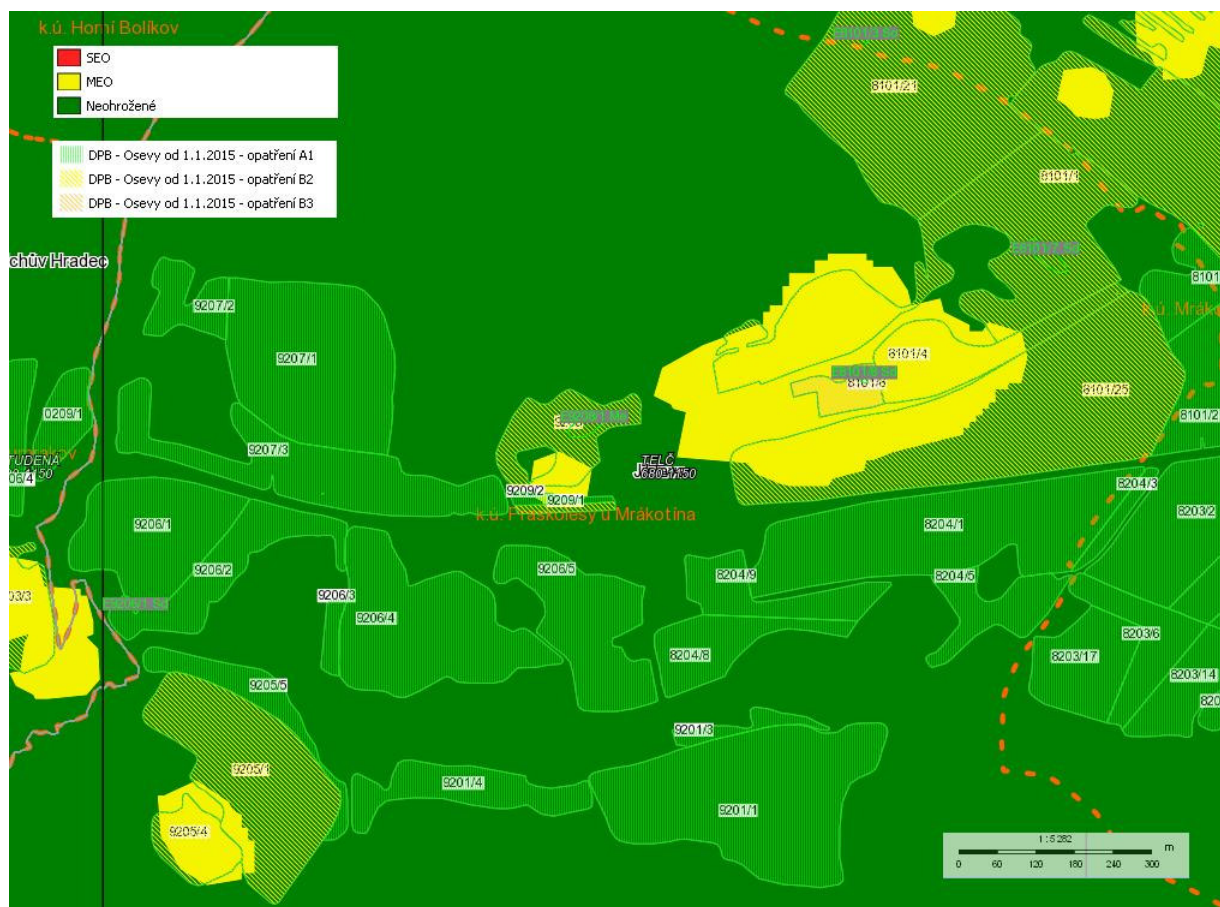 k.ú. Horní Bolíkov
SEO
MEO
Neohrožené
DPB - Osevy od 1.1.2015 - opatření A1
DPB - Osevy od 1.1.2015 - opatření B2
DPB - Osevy od 1.1.2015 - opatření B3
8101/21
8101/1
chův Hradec
8101
9207/2
k.ú. Mráko
9207/1
8101/4
8101/25
0209/1
8101/2
9207/3
TELČ
9209/2
9209/1
8204/3
k.ú. Praskolesy u Mrákotína
8203/2
9206/1
8204/1
9206/2
9206/5
8204/9
8204/5
03/3
9206/3
9206/4
8203/6
8204/8
8203/17
8203/14
9205/5
820
9201/3
9205/1
9201/4
9201/1
9205/4
1 : 5 282
m
0 60 120 180 240 300